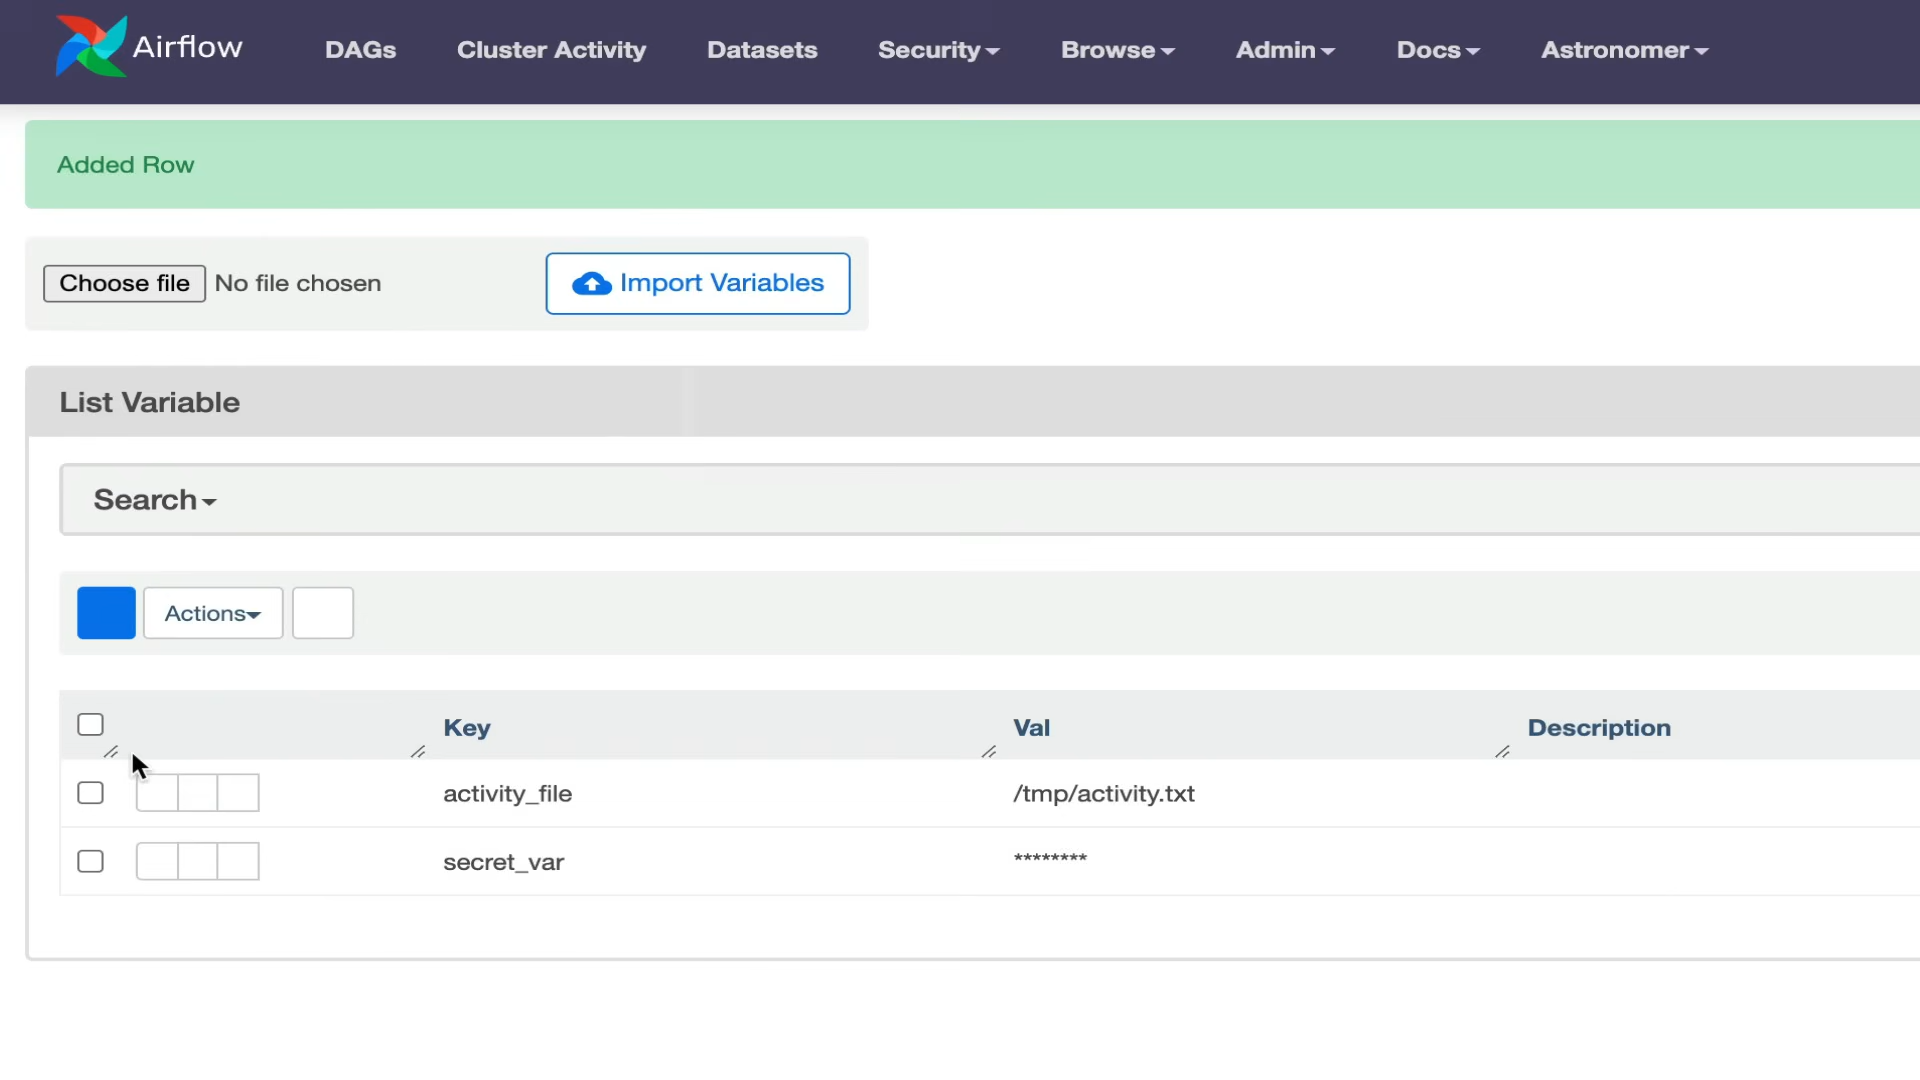 Airflow DAGs Cluster Activity Datasets Security Browse Admin Docs Astronomer
Added Row
Choose file No file chosen Import Variables
List Variable
Search
Actions
Key Val Description
activity_file /tmp/activity.txt
secret_var ********